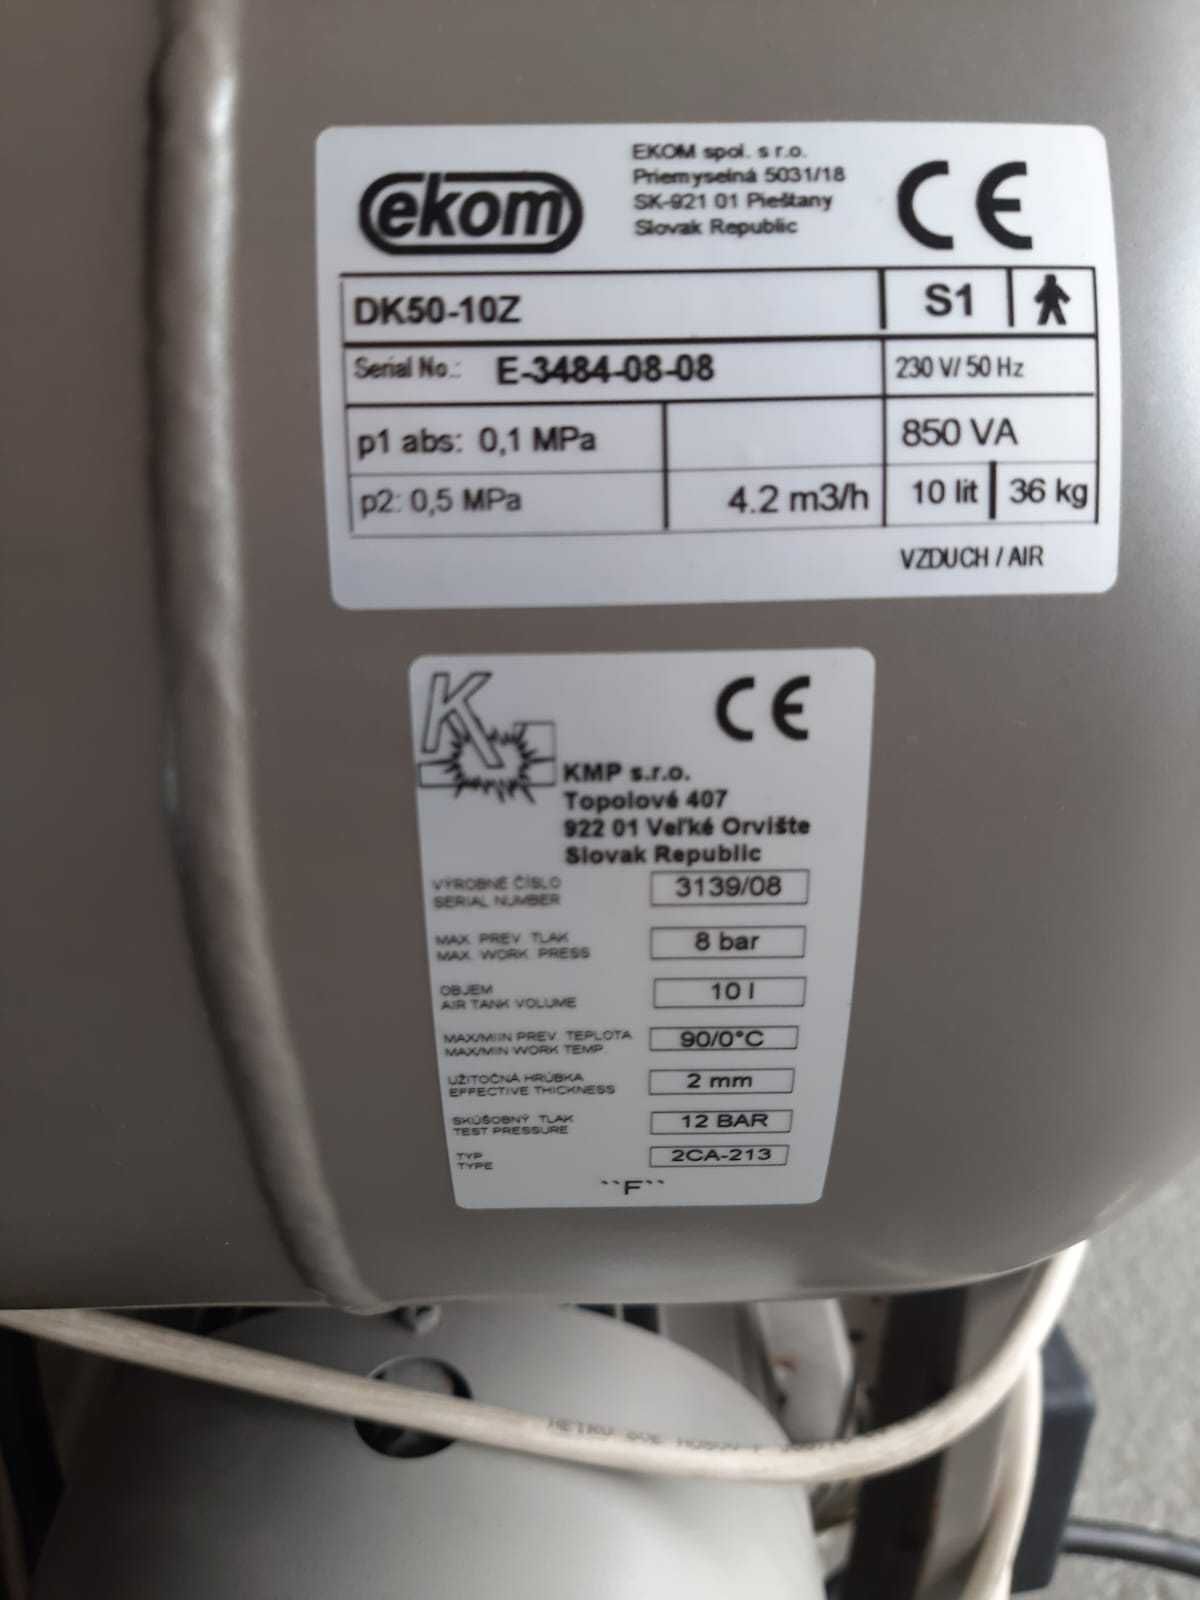 ekom
EKOM spol. s r.o.
Priemyselná 5031/18
SK-921 01 Piešťany
Slovak Republic
CE
DK50-10Z
S1
Serial No.: E-3484-08-08
230 V/ 50 Hz
p1 abs: 0,1 MPa
850 VA
p2: 0,5 MPa
4.2 m3/h
10 lit
36 kg
VZDUCH / AIR
K
CE
KMP s.r.o.
Topolové 407
922 01 Veľké Orvište
Slovak Republic
VÝROBNÉ ČÍSLO
SERIAL NUMBER
3139/08
MAX. PREV. TLAK
MAX. WORK. PRESS
8 bar
OBJEM
AIR TANK VOLUME
10 l
MAX/MIIN PREV. TEPLOTA
MAX/MIN WORK TEMP.
90/0°C
UŽITOČNÁ HRÚBKA
EFFECTIVE THICKNESS
2 mm
SKÚŠOBNÝ TLAK
TEST PRESSURE
12 BAR
TYP
TYPE
2CA-213
``F``